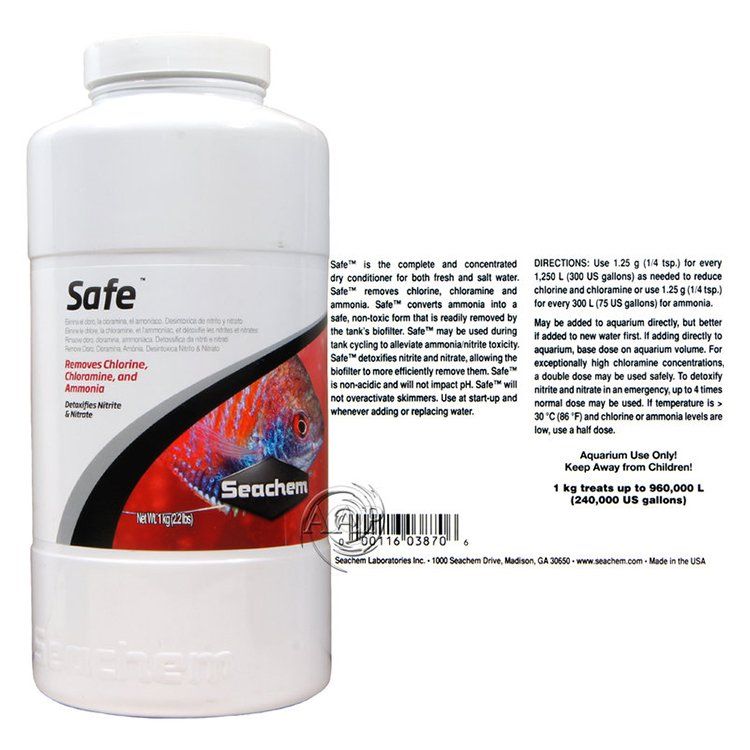 Safe™
Elimina el cloro, la cloramina, el amoníaco. Desintoxica de nitrito y nitrato
Élimine le chlore, la chloramine, et l'ammoniac, et détoxifie les nitrites et nitrates
Removes Chlorine,
Chloramine, and
Ammonia
Detoxifies Nitrite
& Nitrate
Seachem
Net Wt. 1 kg (2.2 lbs)
Seachem
Safe™ is the complete and concentrated
dry conditioner for both fresh and salt water.
Safe™ removes chlorine, chloramine and
ammonia. Safe™ converts ammonia into a
safe, non-toxic form that is readily removed by
the tank's biofilter. Safe™ may be used during
tank cycling to alleviate ammonia/nitrite toxicity.
Safe™ detoxifies nitrite and nitrate, allowing the
biofilter to more efficiently remove them. Safe™
is non-acidic and will not impact pH. Safe™ will
not overactivate skimmers. Use at start-up and
whenever adding or replacing water.
DIRECTIONS: Use 1.25 g (1/4 tsp.) for every
1,250 L (300 US gallons) as needed to reduce
chlorine and chloramine or use 1.25 g (1/4 tsp.)
for every 300 L (75 US gallons) for ammonia.
May be added to aquarium directly, but better
if added to new water first. If adding directly to
aquarium, base dose on aquarium volume. For
exceptionally high chloramine concentrations,
a double dose may be used safely. To detoxify
nitrite and nitrate in an emergency, up to 4 times
normal dose may be used. If temperature is >
30 °C (86 °F) and chlorine or ammonia levels are
low, use a half dose.
Aquarium Use Only!
Keep Away from Children!
1 kg treats up to 960,000 L
(240,000 US gallons)
0 00116 03870 6
Seachem Laboratories Inc. • 1000 Seachem Drive, Madison, GA 30650 • www.seachem.com • Made in the USA